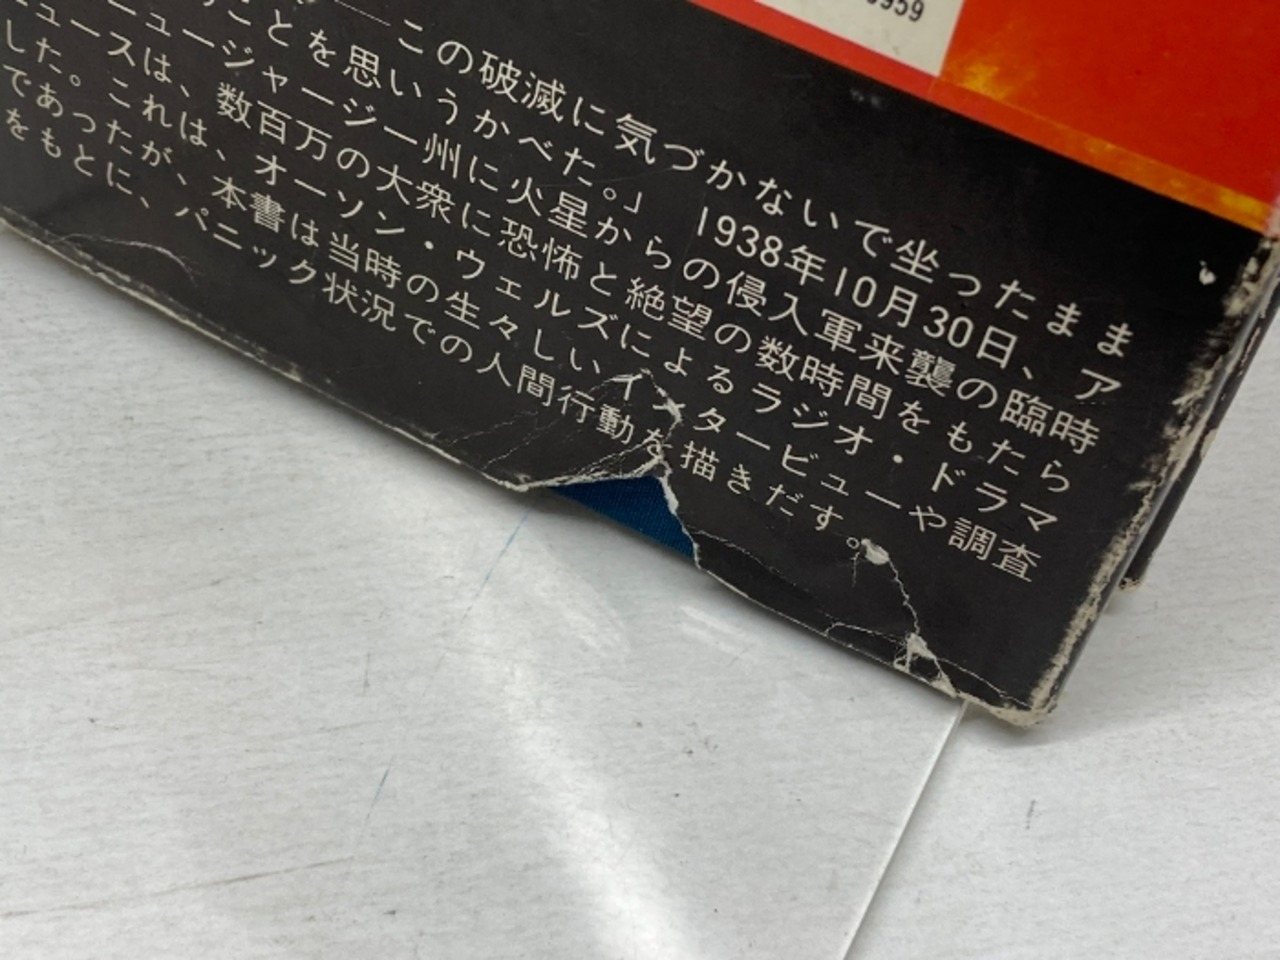 3959
――この破滅に気づかないで坐ったまま
ことを思いうかべた。」 1938年10月30日、ア
ニュージャージー州に火星からの侵入軍来襲の臨時
ュースは、数百万の大衆に恐怖と絶望の数時間をもたら
した。これは、オーソン・ウェルズによるラジオ・ドラマ
であったが、本書は当時の生々しいインタービューや調査
をもとに、パニック状況での人間行動を描きだす。